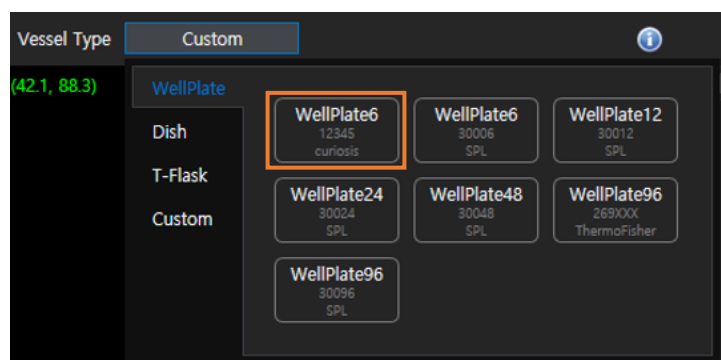 Vessel Type
Custom
(42.1, 88.3)
WellPlate
Dish
T-Flask
Custom
WellPlate6
12345
curiosis
WellPlate6
30006
SPL
WellPlate12
30012
SPL
WellPlate24
30024
SPL
WellPlate48
30048
SPL
WellPlate96
269XXX
ThermoFisher
WellPlate96
30096
SPL